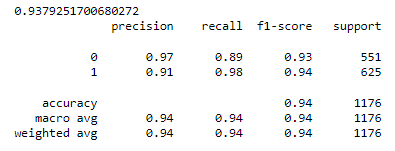 0.9379251700680272
precision recall f1-score support
0 0.97 0.89 0.93 551
1 0.91 0.98 0.94 625
accuracy 0.94 1176
macro avg 0.94 0.94 0.94 1176
weighted avg 0.94 0.94 0.94 1176